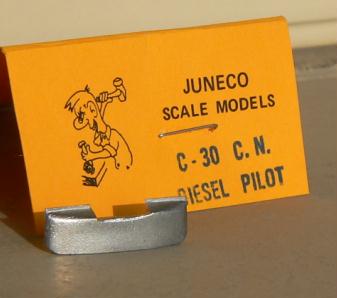 JUNECO
SCALE MODELS
C-30 C.N.
DIESEL PILOT